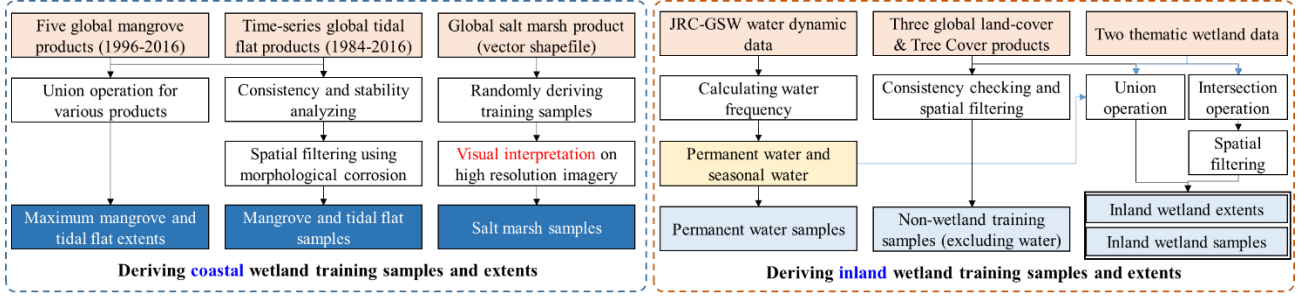 Five global mangrove
products (1996-2016)
Time-series global tidal
flat products (1984-2016)
Global salt marsh product
(vector shapefile)
Union operation for
various products
Consistency and stability
analyzing
Randomly deriving
training samples
Spatial filtering using
morphological corrosion
Visual interpretation on
high resolution imagery
Maximum mangrove and
tidal flat extents
Mangrove and tidal flat
samples
Salt marsh samples
Deriving coastal wetland training samples and extents
JRC-GSW water dynamic
data
Three global land-cover
& Tree Cover products
Two thematic wetland data
Calculating water
frequency
Consistency checking and
spatial filtering
Union
operation
Intersection
operation
Permanent water and
seasonal water
Spatial
filtering
Permanent water samples
Non-wetland training
samples (excluding water)
Inland wetland extents
Inland wetland samples
Deriving inland wetland training samples and extents